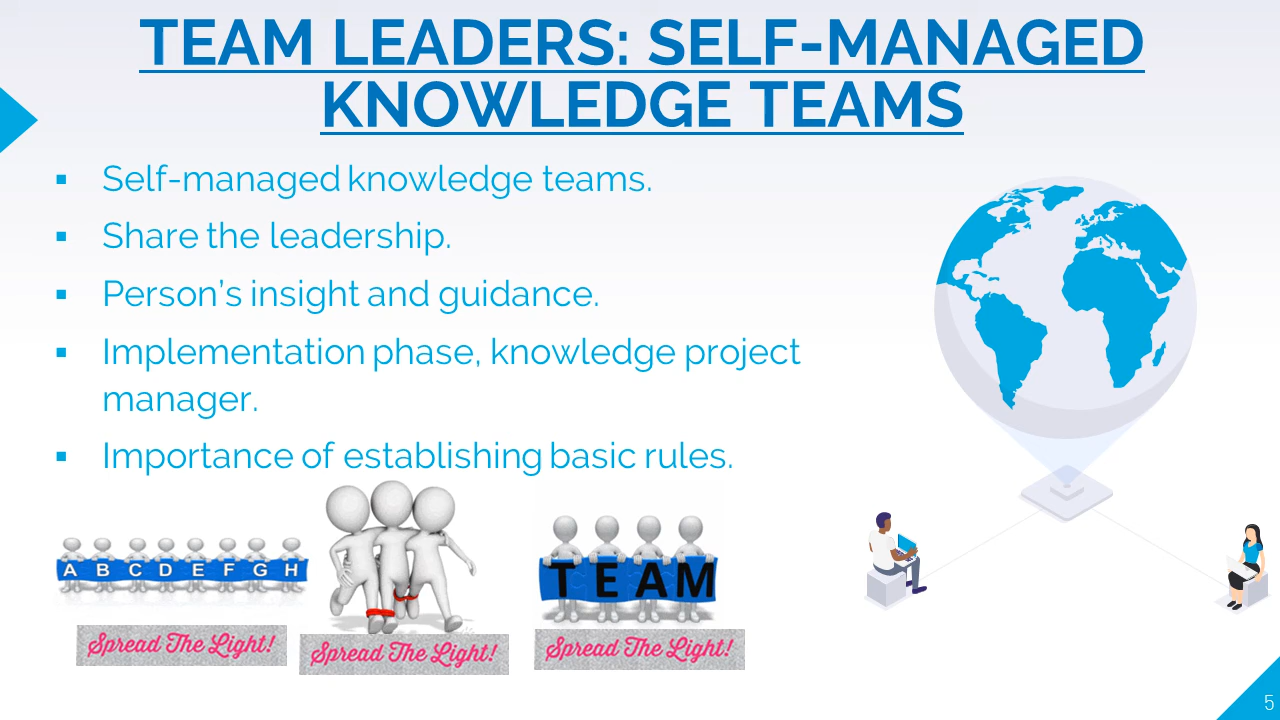 TEAM LEADERS: SELF-MANAGED
KNOWLEDGE TEAMS
▪ Self-managed knowledge teams.
▪ Share the leadership.
▪ Person’s insight and guidance.
▪ Implementation phase, knowledge project
manager.
▪ Importance of establishing basic rules.
A B C D E F G H
TEAM
Spread The Light!
Spread The Light!
Spread The Light!
5